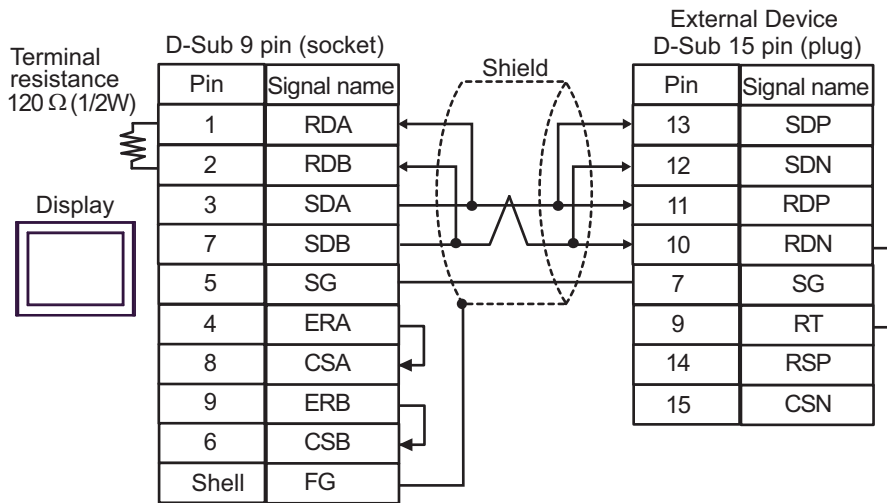 External Device
D-Sub 9 pin (socket)
D-Sub 15 pin (plug)
Terminal
resistance
120 Ω (1/2W)
Shield
Display
Pin Signal name
1 RDA
2 RDB
3 SDA
7 SDB
5 SG
4 ERA
8 CSA
9 ERB
6 CSB
Shell FG
Pin Signal name
13 SDP
12 SDN
11 RDP
10 RDN
7 SG
9 RT
14 RSP
15 CSN